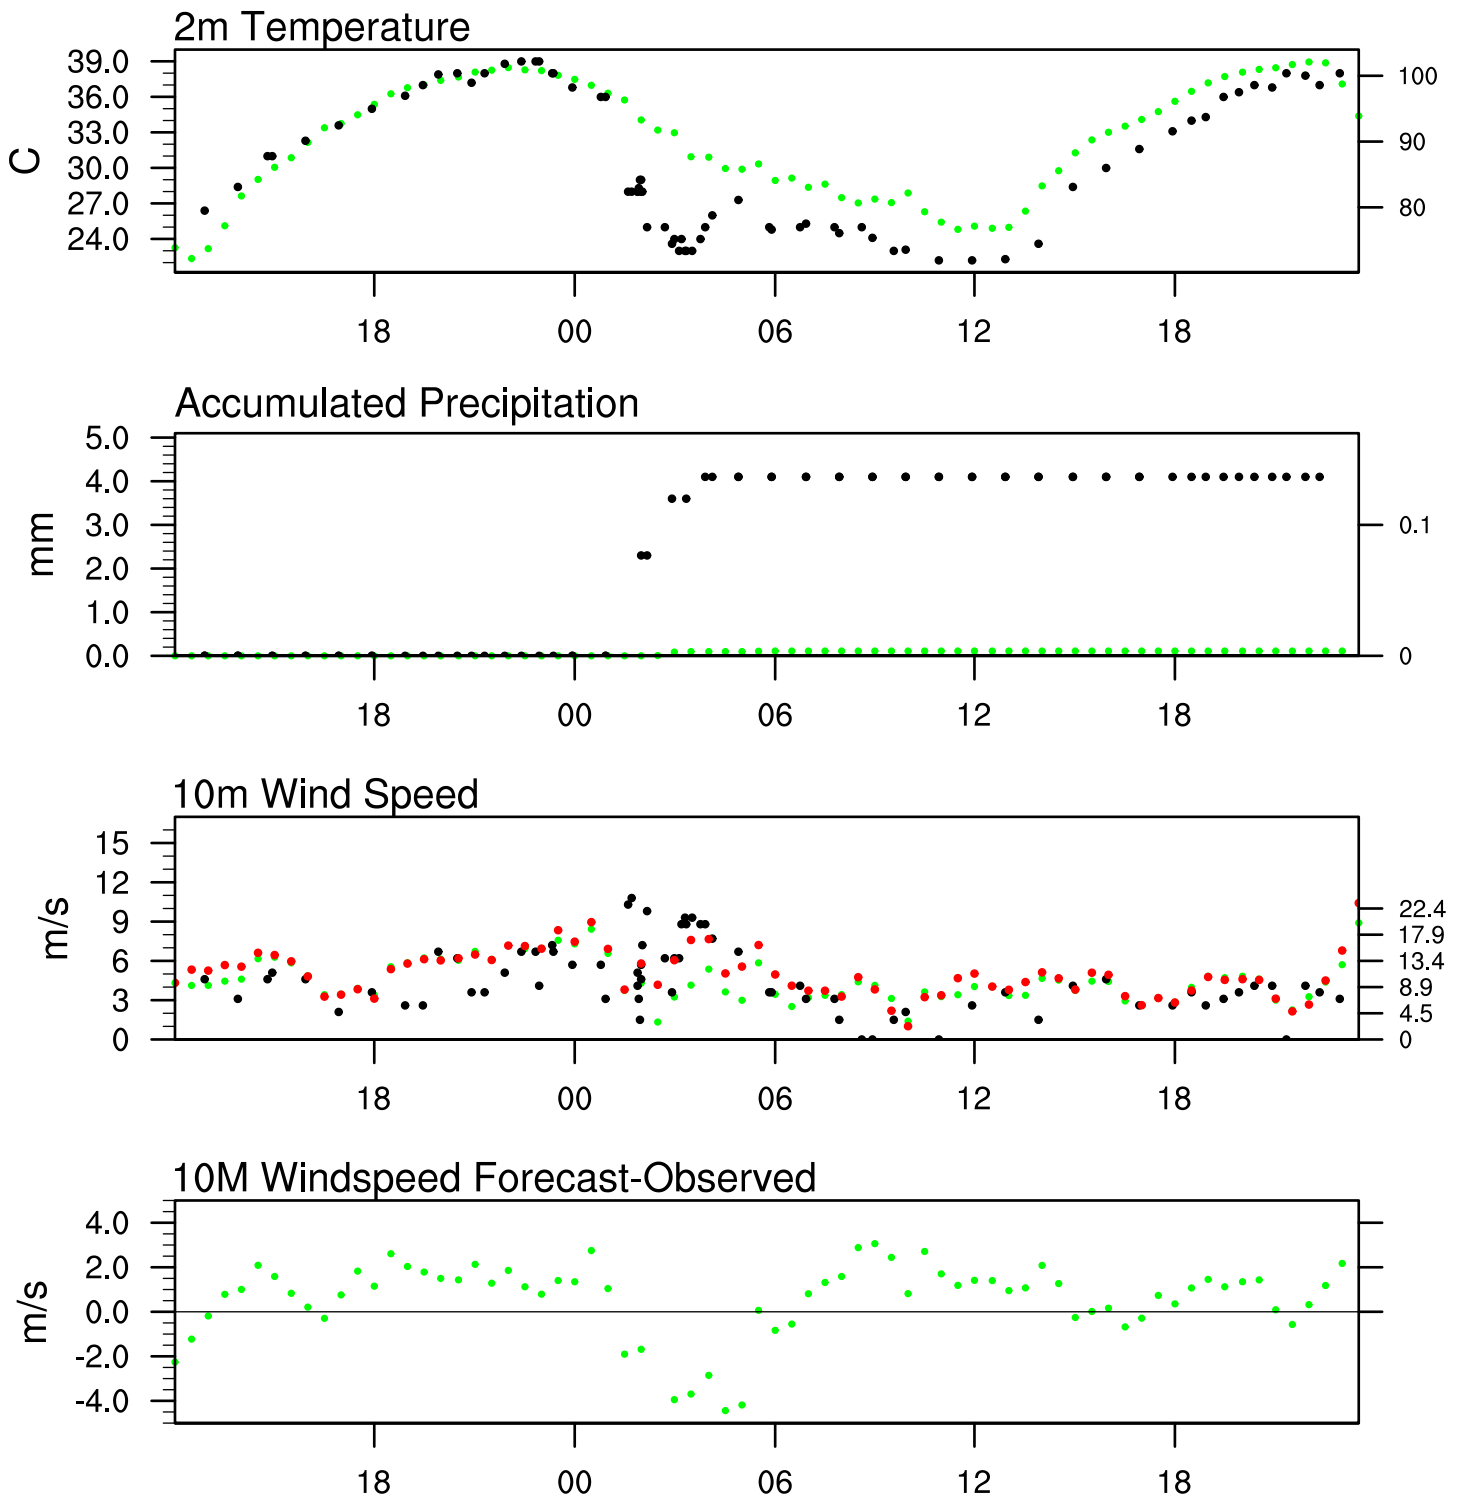 2m Temperature
39.0
36.0
33.0
30.0
27.0
24.0
C
100
90
80
18 00 06 12 18
Accumulated Precipitation
5.0
4.0
3.0
2.0
1.0
0.0
mm
0.1
0
18 00 06 12 18
10m Wind Speed
15
12
9
6
3
0
m/s
22.4
17.9
13.4
8.9
4.5
0
18 00 06 12 18
10M Windspeed Forecast-Observed
4.0
2.0
0.0
-2.0
-4.0
m/s
18 00 06 12 18